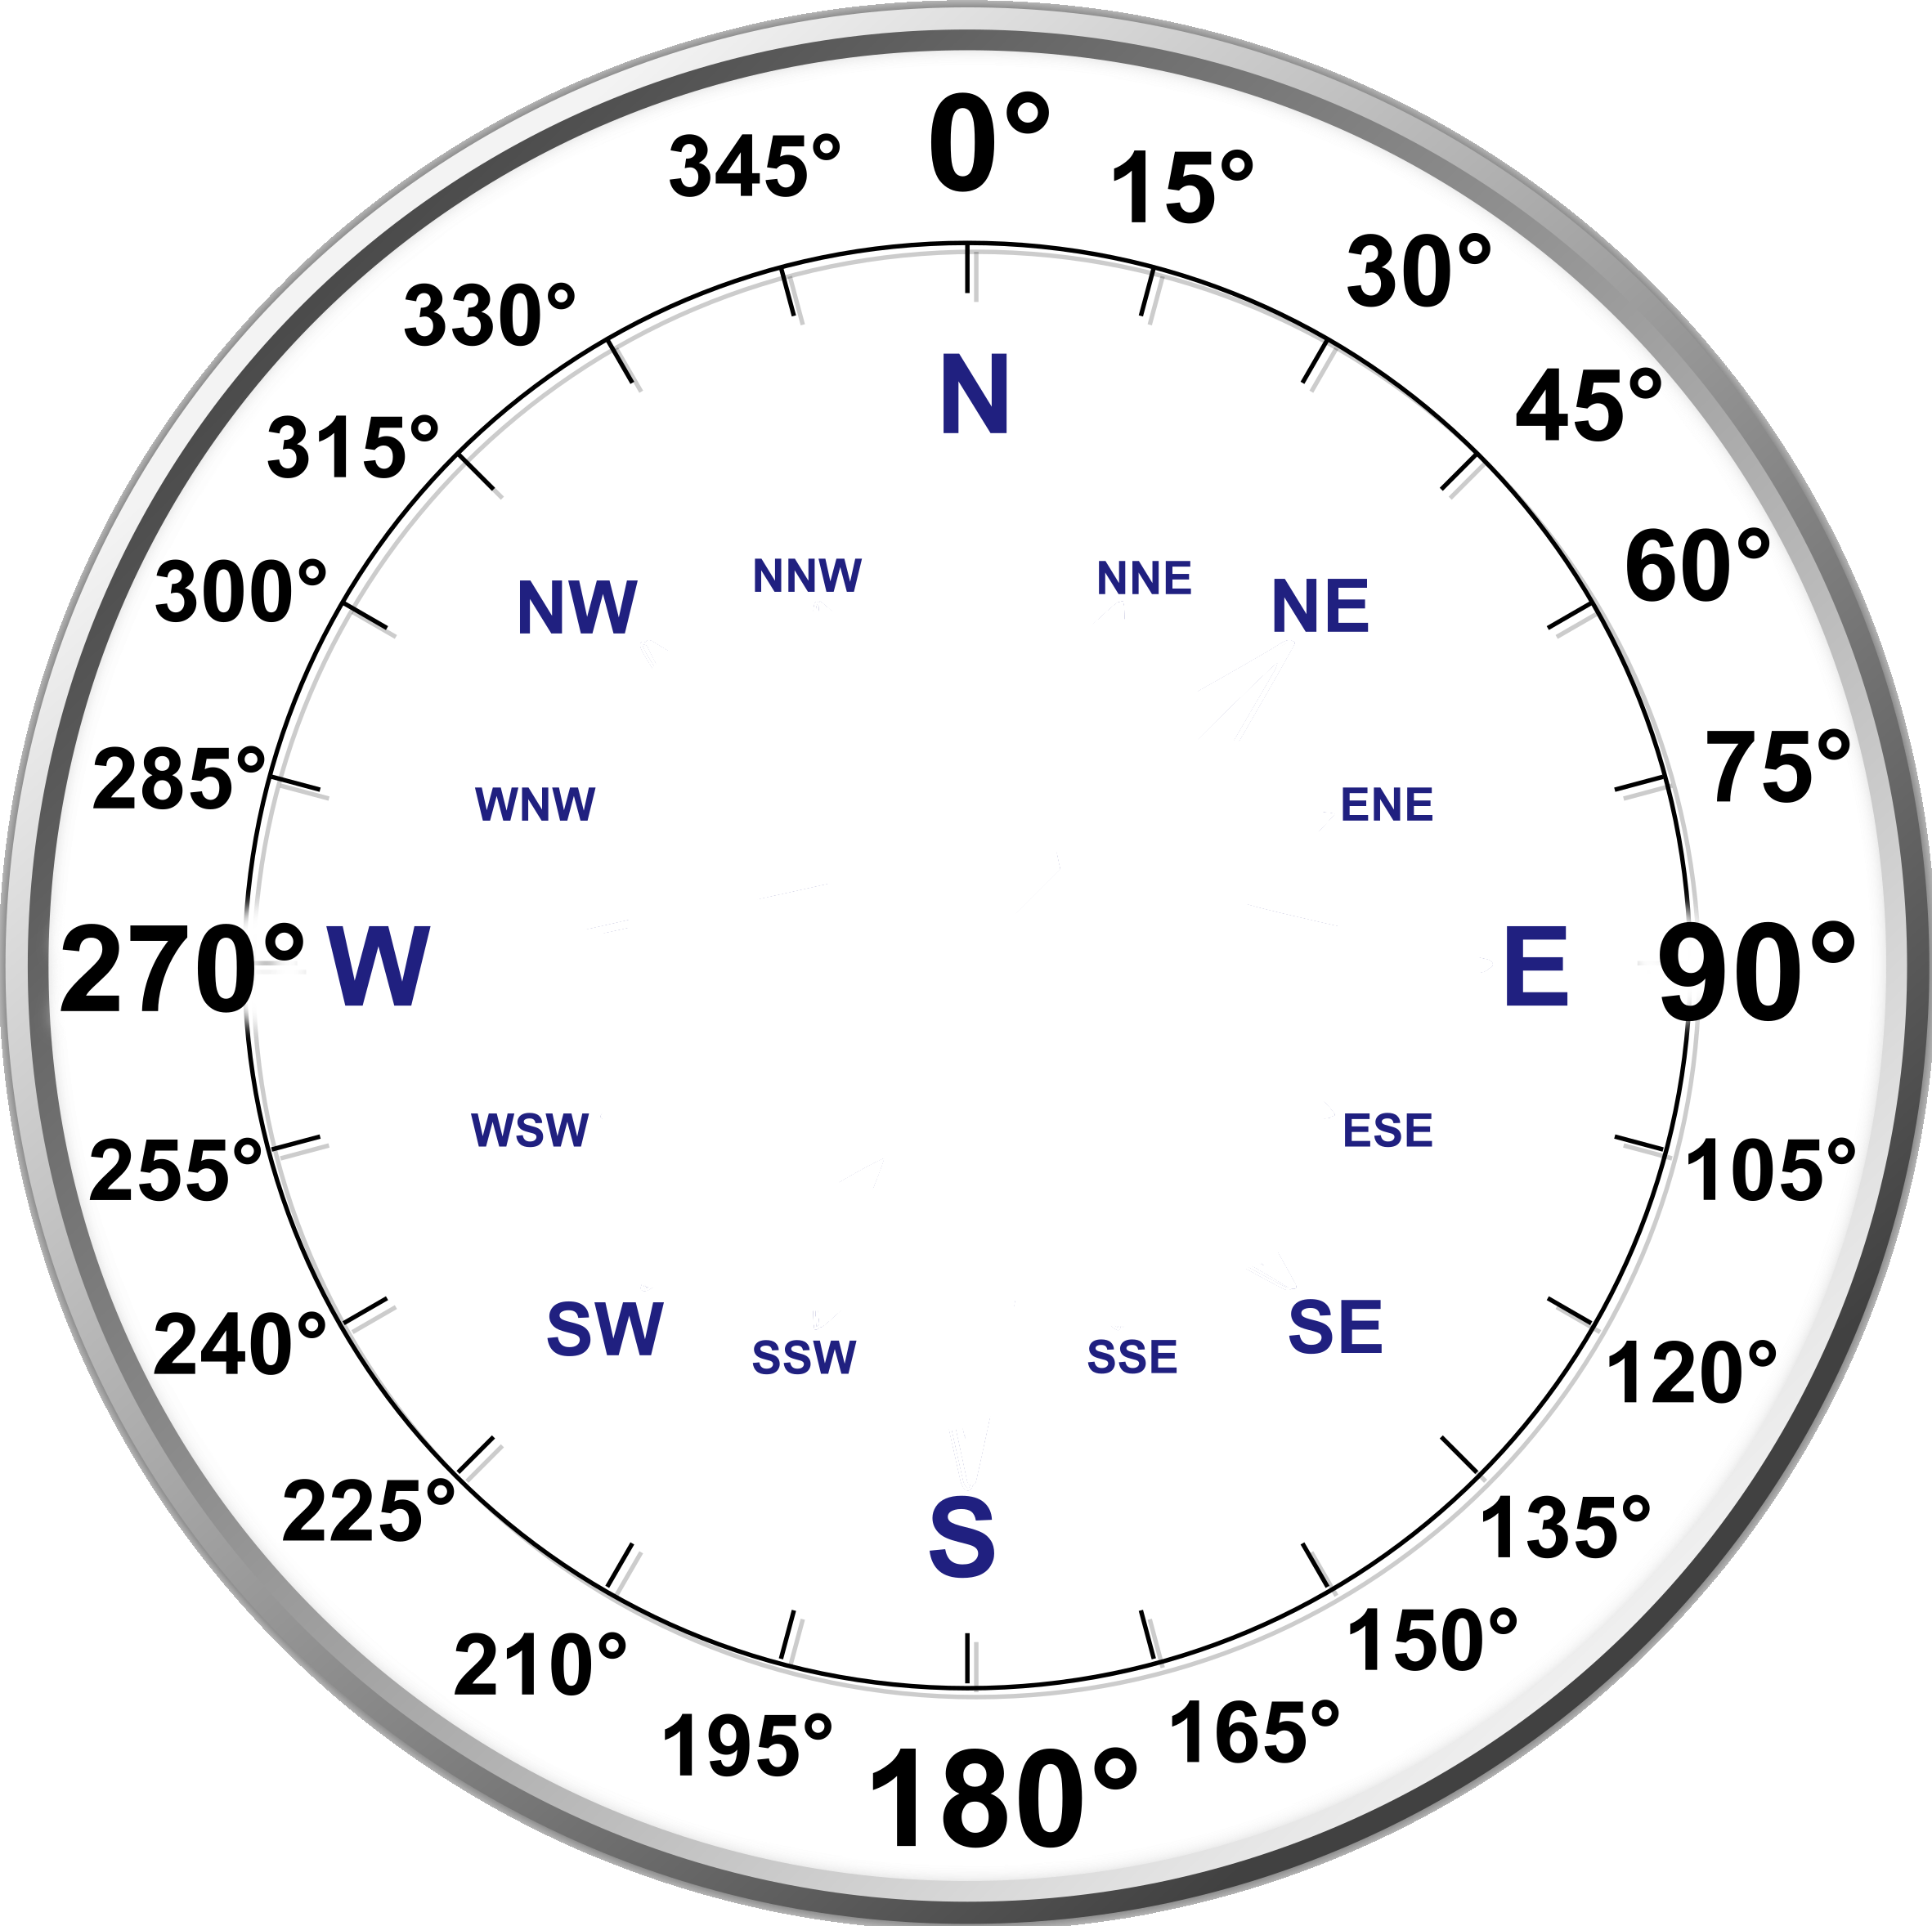 0°
345° 15°
330° 30°
N
315° 45°
NNW NNE
NW NE
300° 60°
285° 75°
WNW ENE
270° W E 90°
WSW ESE
255° 105°
SW SE
240° 120°
SSW SSE
225° 135°
S
210° 150°
195° 165°
180°